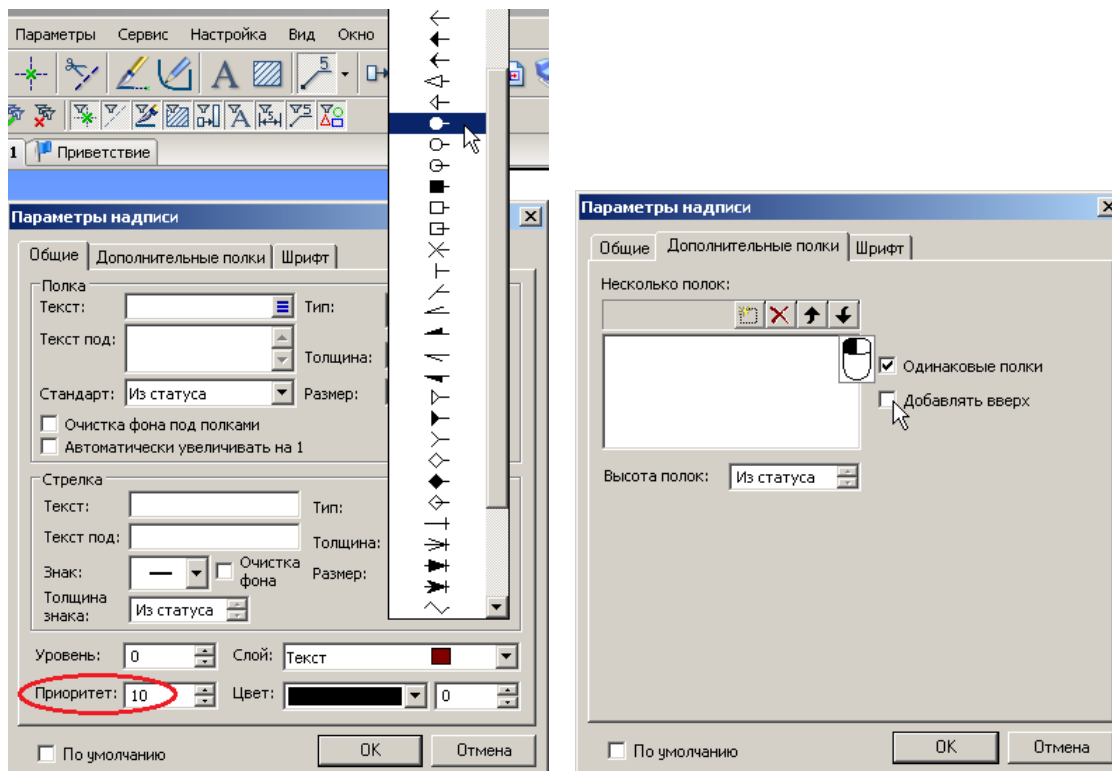 Параметры Сервис Настройка Вид Окно
5
1 Приветствие
Параметры надписи
Общие Дополнительные полки Шрифт
Полка
Текст: Тип:
Текст под:
Толщина:
Стандарт: Из статуса Размер:
Очистка фона под полками
Автоматически увеличивать на 1
Стрелка
Текст: Тип:
Текст под: Толщина:
Знак: Очистка фона Размер:
Толщина знака: Из статуса
Уровень: 0 Слой: Текст
Приоритет: 10 Цвет: 0
По умолчанию OK Отмена
Параметры надписи
Общие Дополнительные полки Шрифт
Несколько полок:
Одинаковые полки
Добавлять вверх
Высота полок: Из статуса
По умолчанию OK Отмена